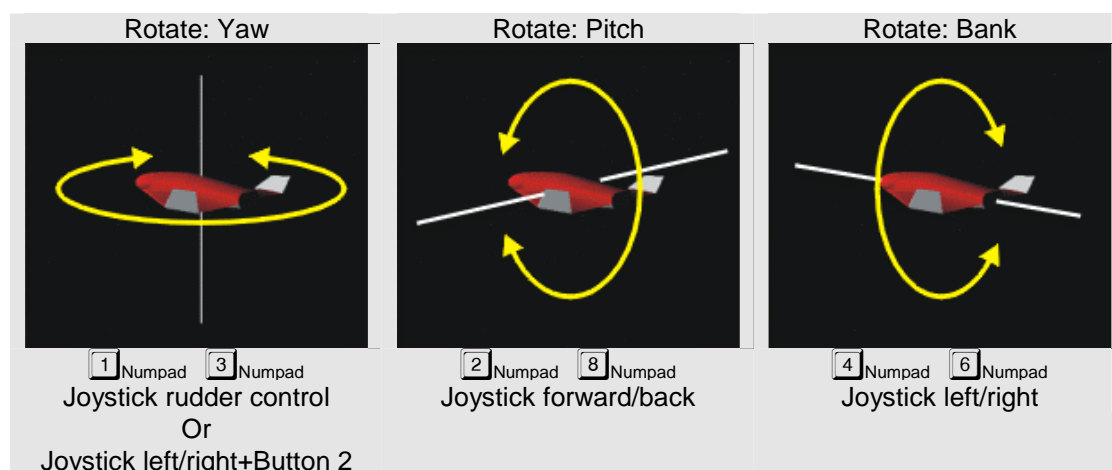 Rotate: Yaw
1 Numpad 3 Numpad
Joystick rudder control
Or
Joystick left/right+Button 2
Rotate: Pitch
2 Numpad 8 Numpad
Joystick forward/back
Rotate: Bank
4 Numpad 6 Numpad
Joystick left/right